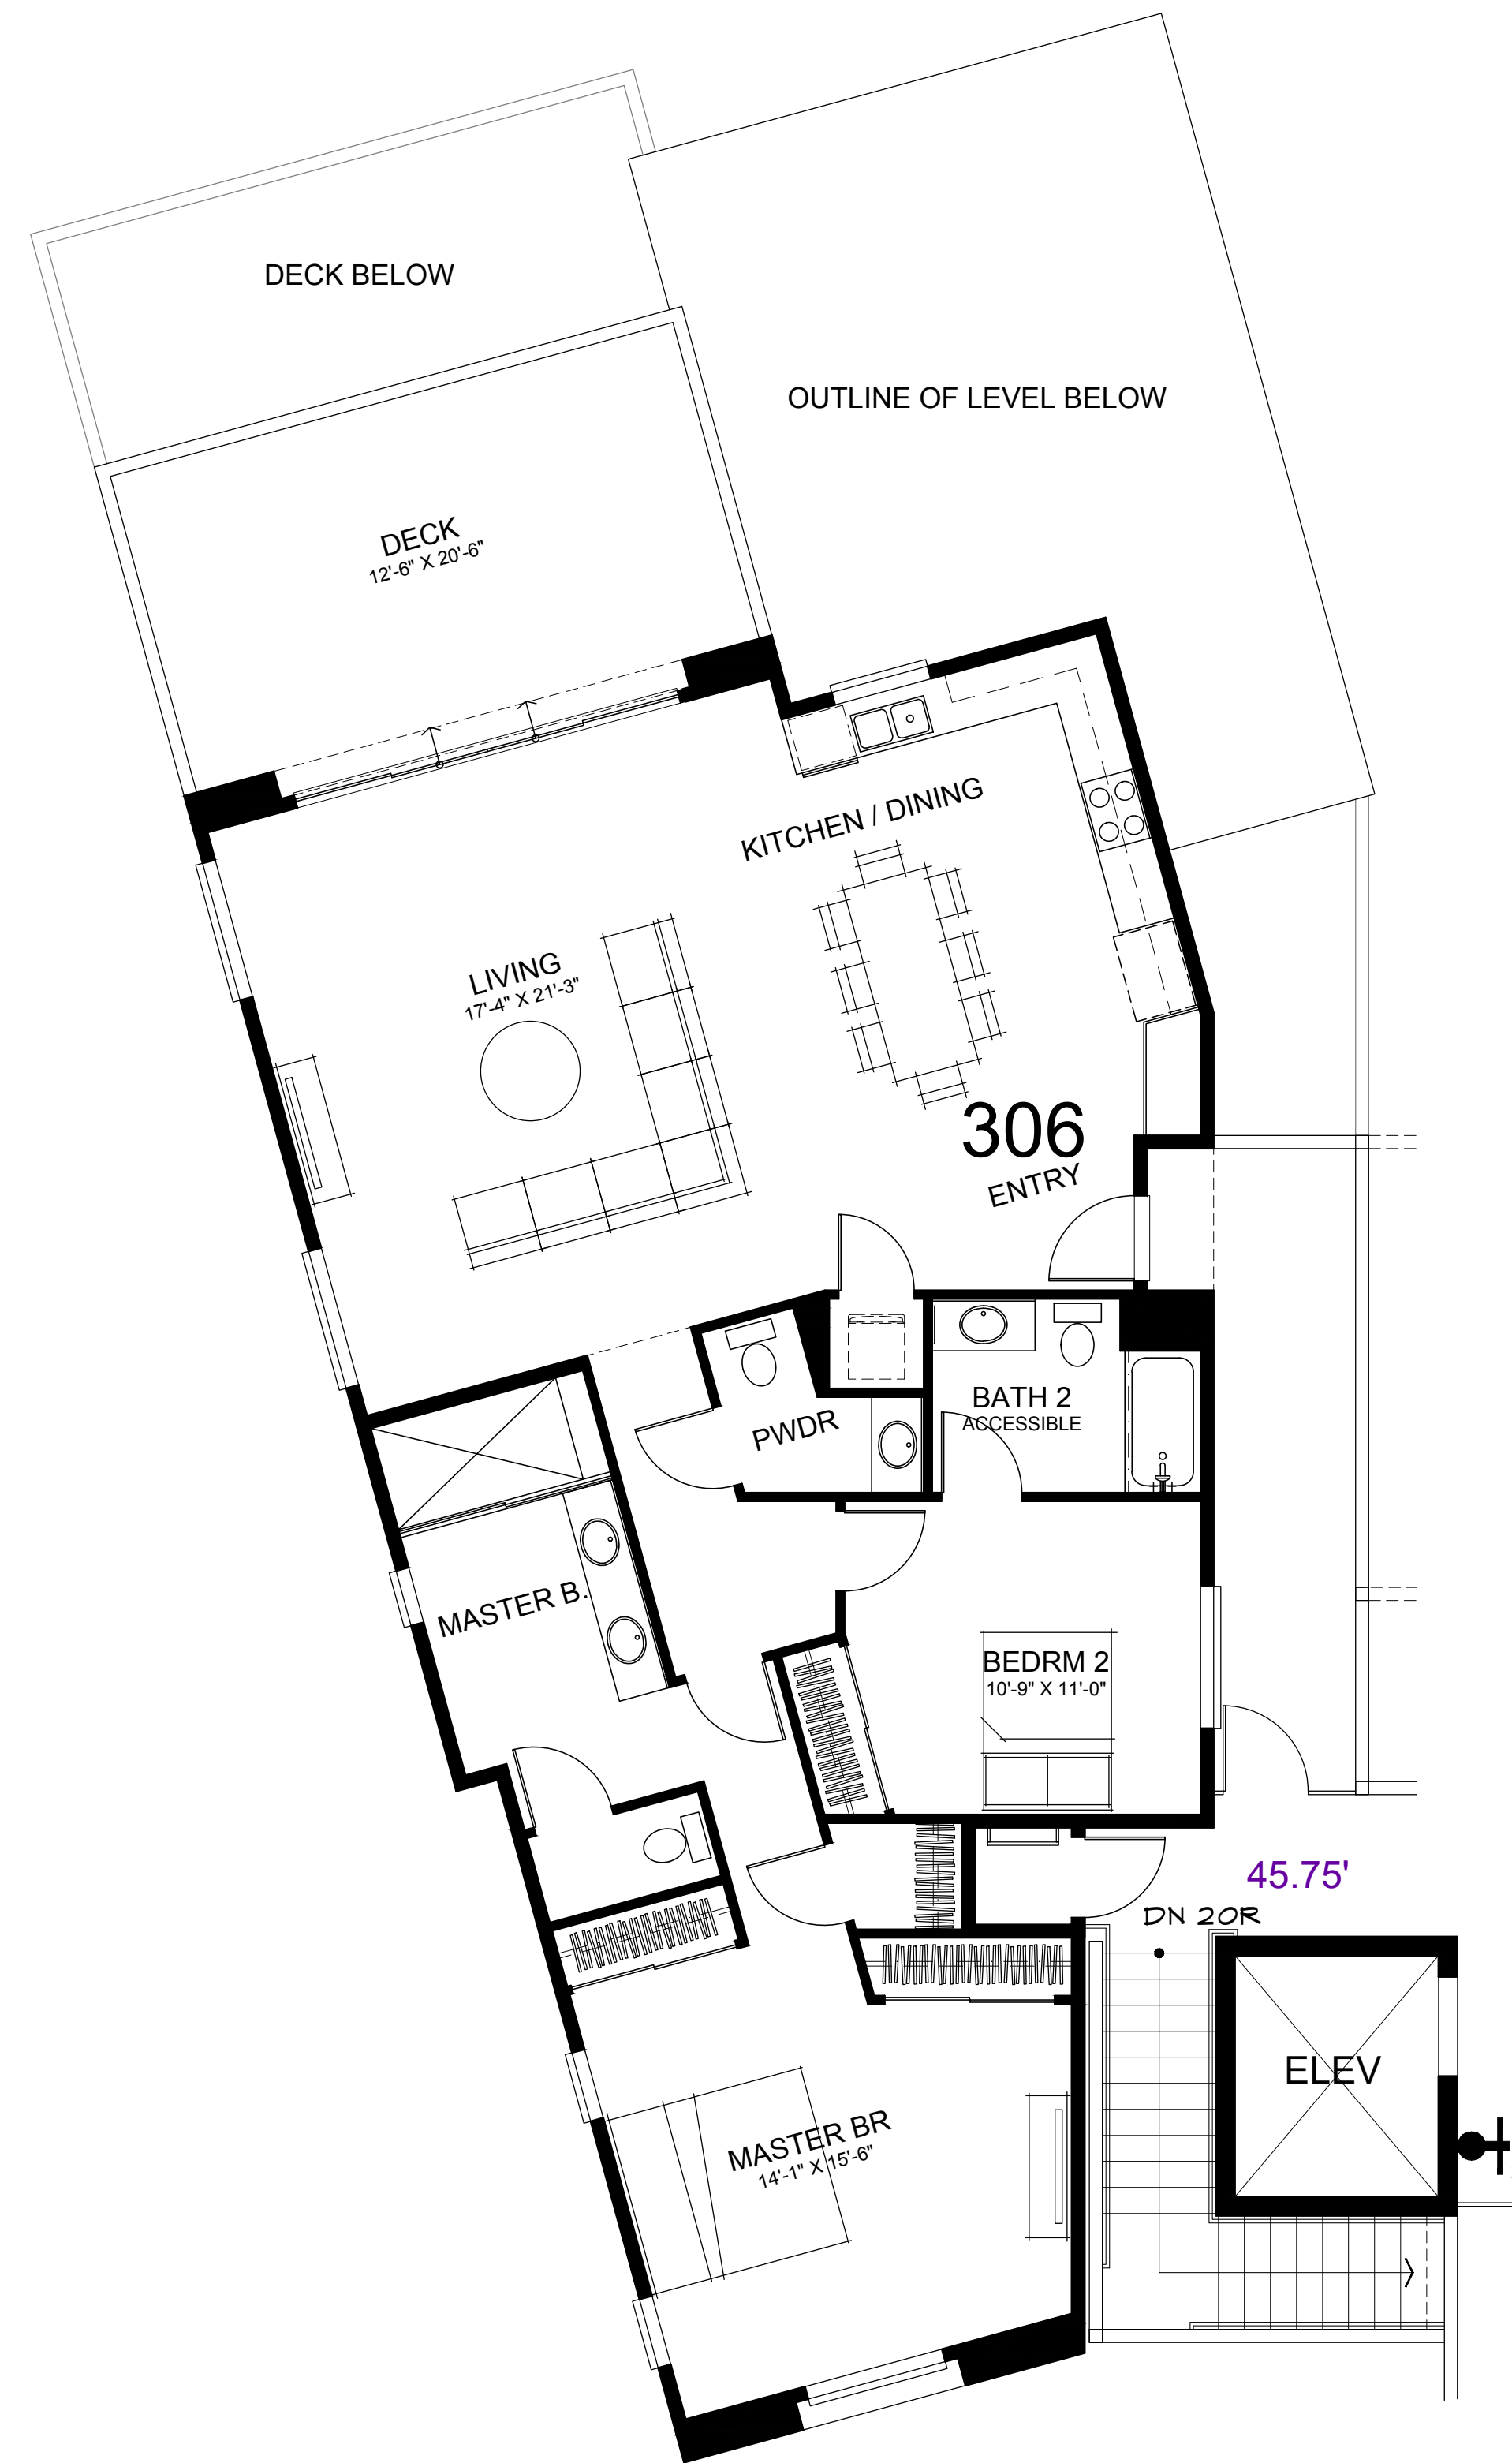 DECK BELOW
OUTLINE OF LEVEL BELOW
DECK
12'-6" X 20'-6"
KITCHEN / DINING
LIVING
17'-4" X 21'-3"
306
ENTRY
BATH 2
ACCESSIBLE
PWDR
MASTER B.
BEDRM 2
10'-9" X 11'-0"
45.75'
DN 20R
ELEV
MASTER BR
14'-1" X 15'-6"